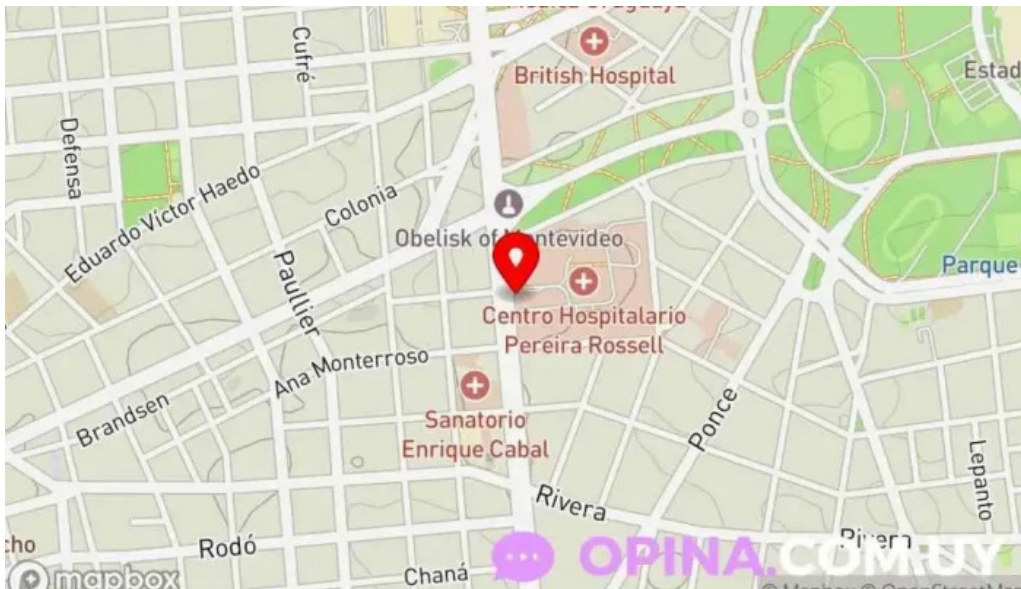 British Hospital
Estad
Cufré
Defensa
Eduardo Víctor Haedo
Colonia
Obelisk of Montevideo
Parque
Paullier
Centro Hospitalario
Pereira Rossell
Ana Monterroso
Brandsen
Sanatorio
Enrique Cabal
Ponce
Lepanto
Rivera
Rivera
cho
Rodó
Chaná
OPINA.COM.UY
mapbox